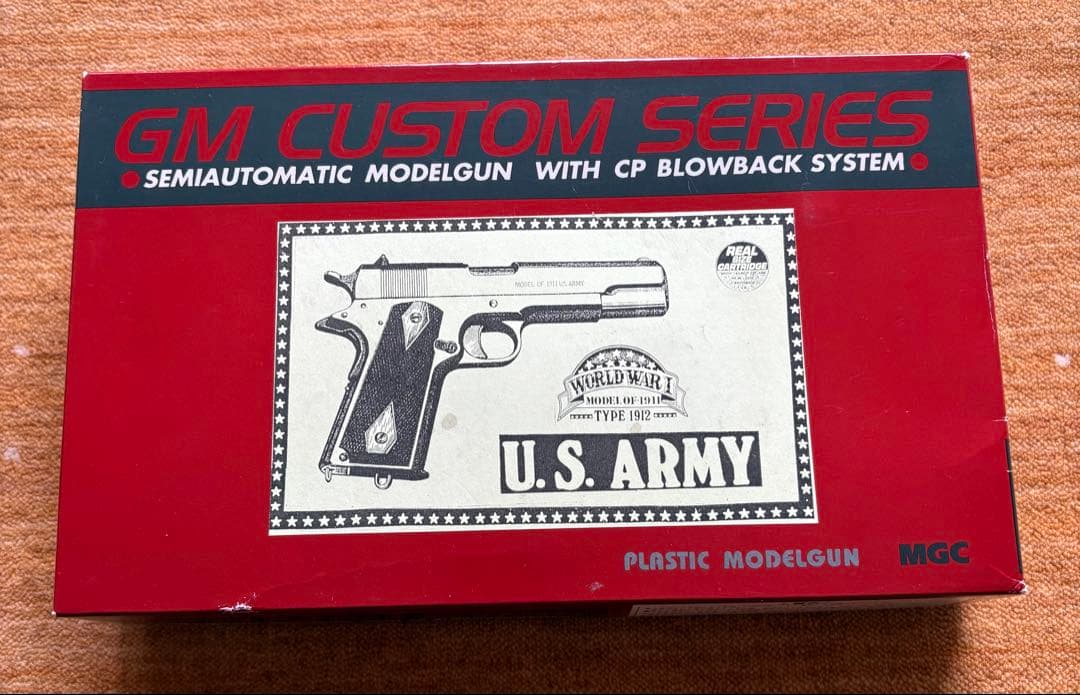 GM CUSTOM SERIES
SEMIAUTOMATIC MODELGUN WITH CP BLOWBACK SYSTEM
REAL
SIZE
CARTRIDGE
MODEL OF 1911 U.S. ARMY
WORLD WAR I
MODEL OF 1911
TYPE 1912
U.S. ARMY
PLASTIC MODELGUN MGC